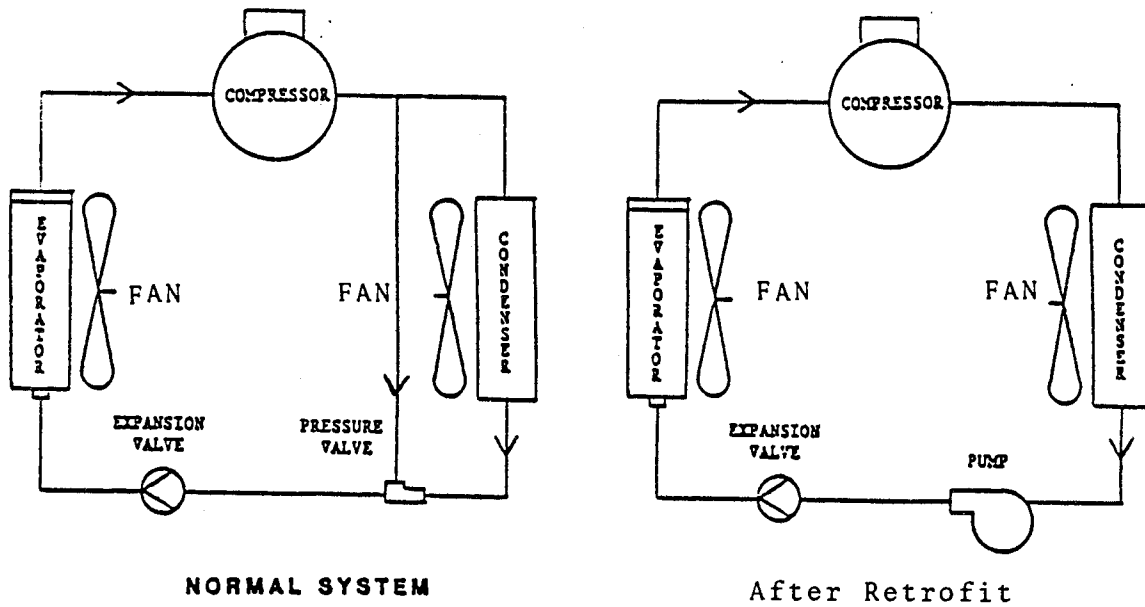 COMPRESSOR
EVAPORATOR
FAN
FAN
CONDENSER
EXPANSION
VALVE
PRESSURE
VALVE
NORMAL SYSTEM
COMPRESSOR
EVAPORATOR
FAN
FAN
CONDENSER
EXPANSION
VALVE
PUMP
After Retrofit